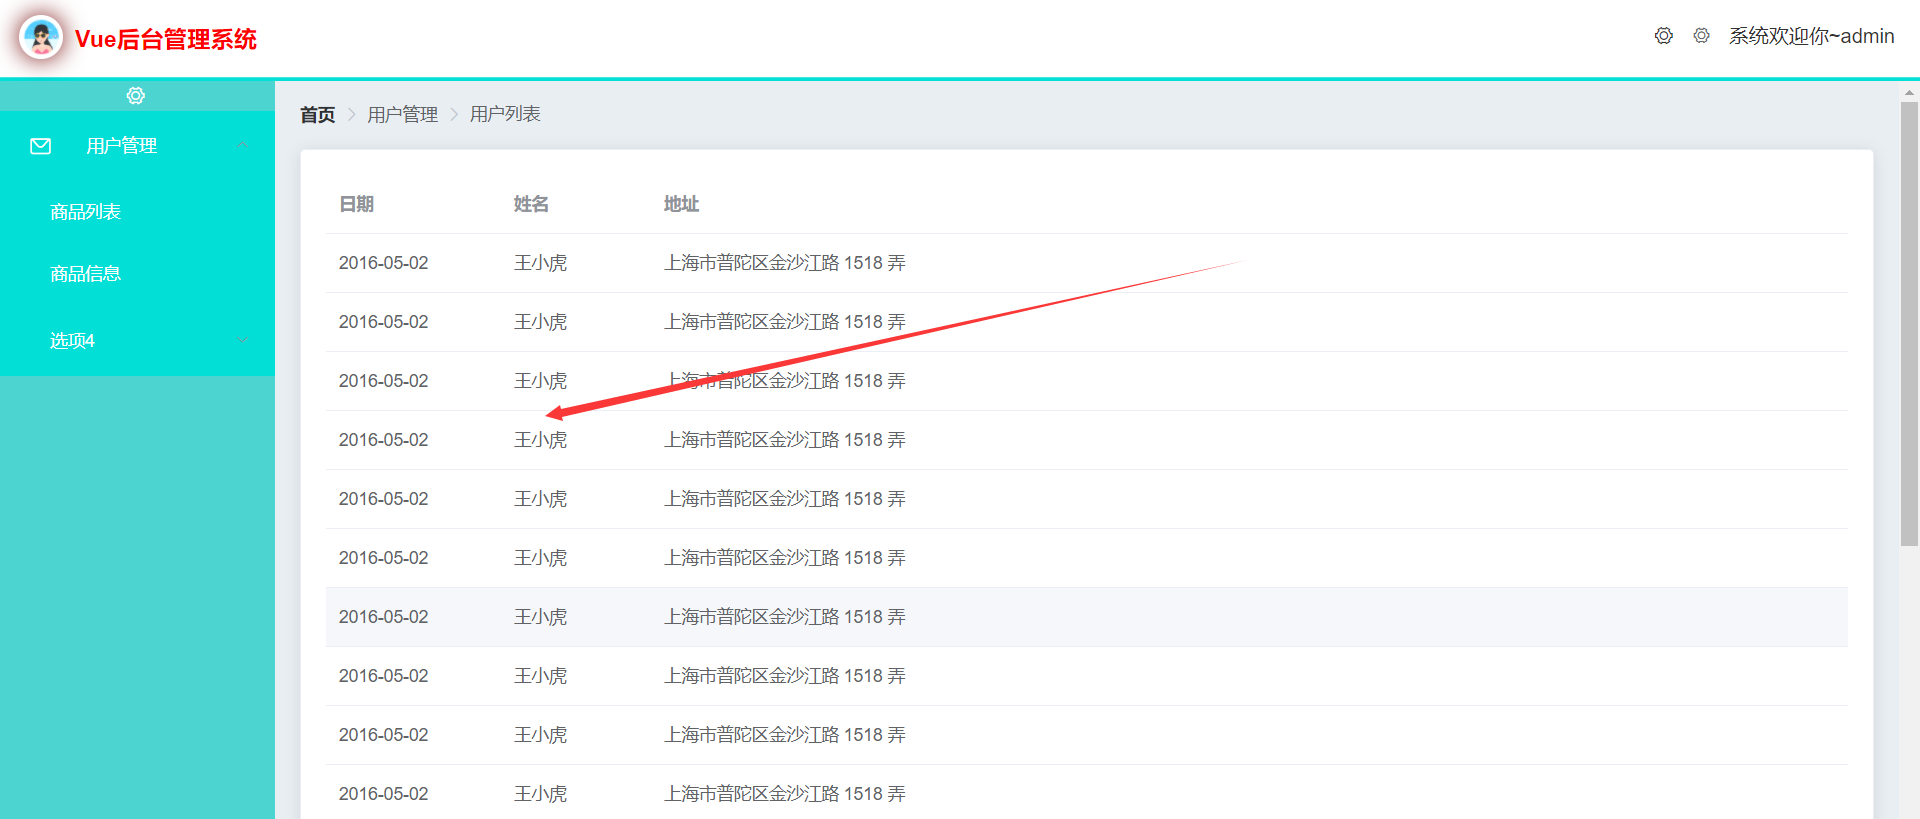 Vue后台管理系统
系统欢迎你~admin
用户管理
商品列表
商品信息
选项4
首页 用户管理 用户列表
日期 姓名 地址
2016-05-02 王小虎 上海市普陀区金沙江路 1518 弄
2016-05-02 王小虎 上海市普陀区金沙江路 1518 弄
2016-05-02 王小虎 上海市普陀区金沙江路 1518 弄
2016-05-02 王小虎 上海市普陀区金沙江路 1518 弄
2016-05-02 王小虎 上海市普陀区金沙江路 1518 弄
2016-05-02 王小虎 上海市普陀区金沙江路 1518 弄
2016-05-02 王小虎 上海市普陀区金沙江路 1518 弄
2016-05-02 王小虎 上海市普陀区金沙江路 1518 弄
2016-05-02 王小虎 上海市普陀区金沙江路 1518 弄
2016-05-02 王小虎 上海市普陀区金沙江路 1518 弄